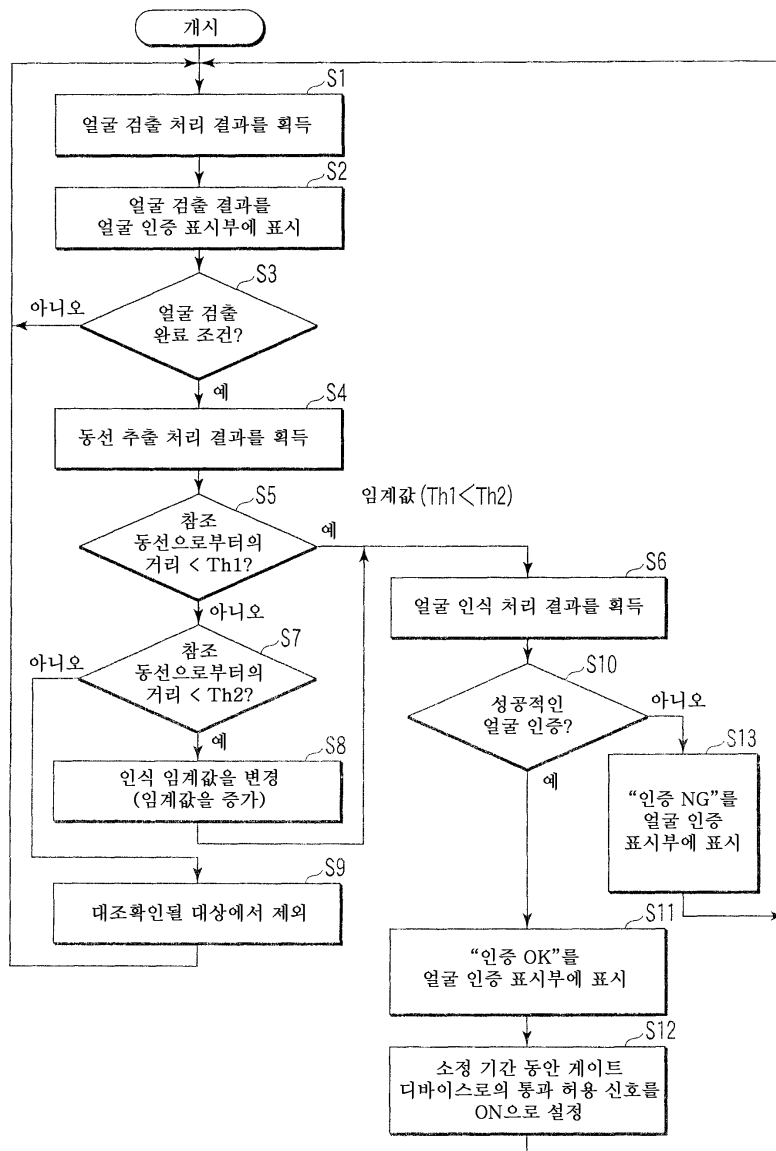 개시
S1
얼굴 검출 처리 결과를 획득
S2
얼굴 검출 결과를
얼굴 인증 표시부에 표시
S3
아니오
얼굴 검출
완료 조건?
예
S4
동선 추출 처리 결과를 획득
S5
임계값 (Th1<Th2)
참조
동선으로부터의
거리 < Th1?
예
아니오
S6
얼굴 인식 처리 결과를 획득
S7
아니오
참조
동선으로부터의
거리 < Th2?
예
S8
인식 임계값을 변경
(임계값을 증가)
S9
대조확인될 대상에서 제외
S10
성공적인
얼굴 인증?
아니오
예
S13
“인증 NG”를
얼굴 인증
표시부에 표시
S11
“인증 OK”를
얼굴 인증 표시부에 표시
S12
소정 기간 동안 게이트
디바이스로의 통과 허용 신호를
ON으로 설정